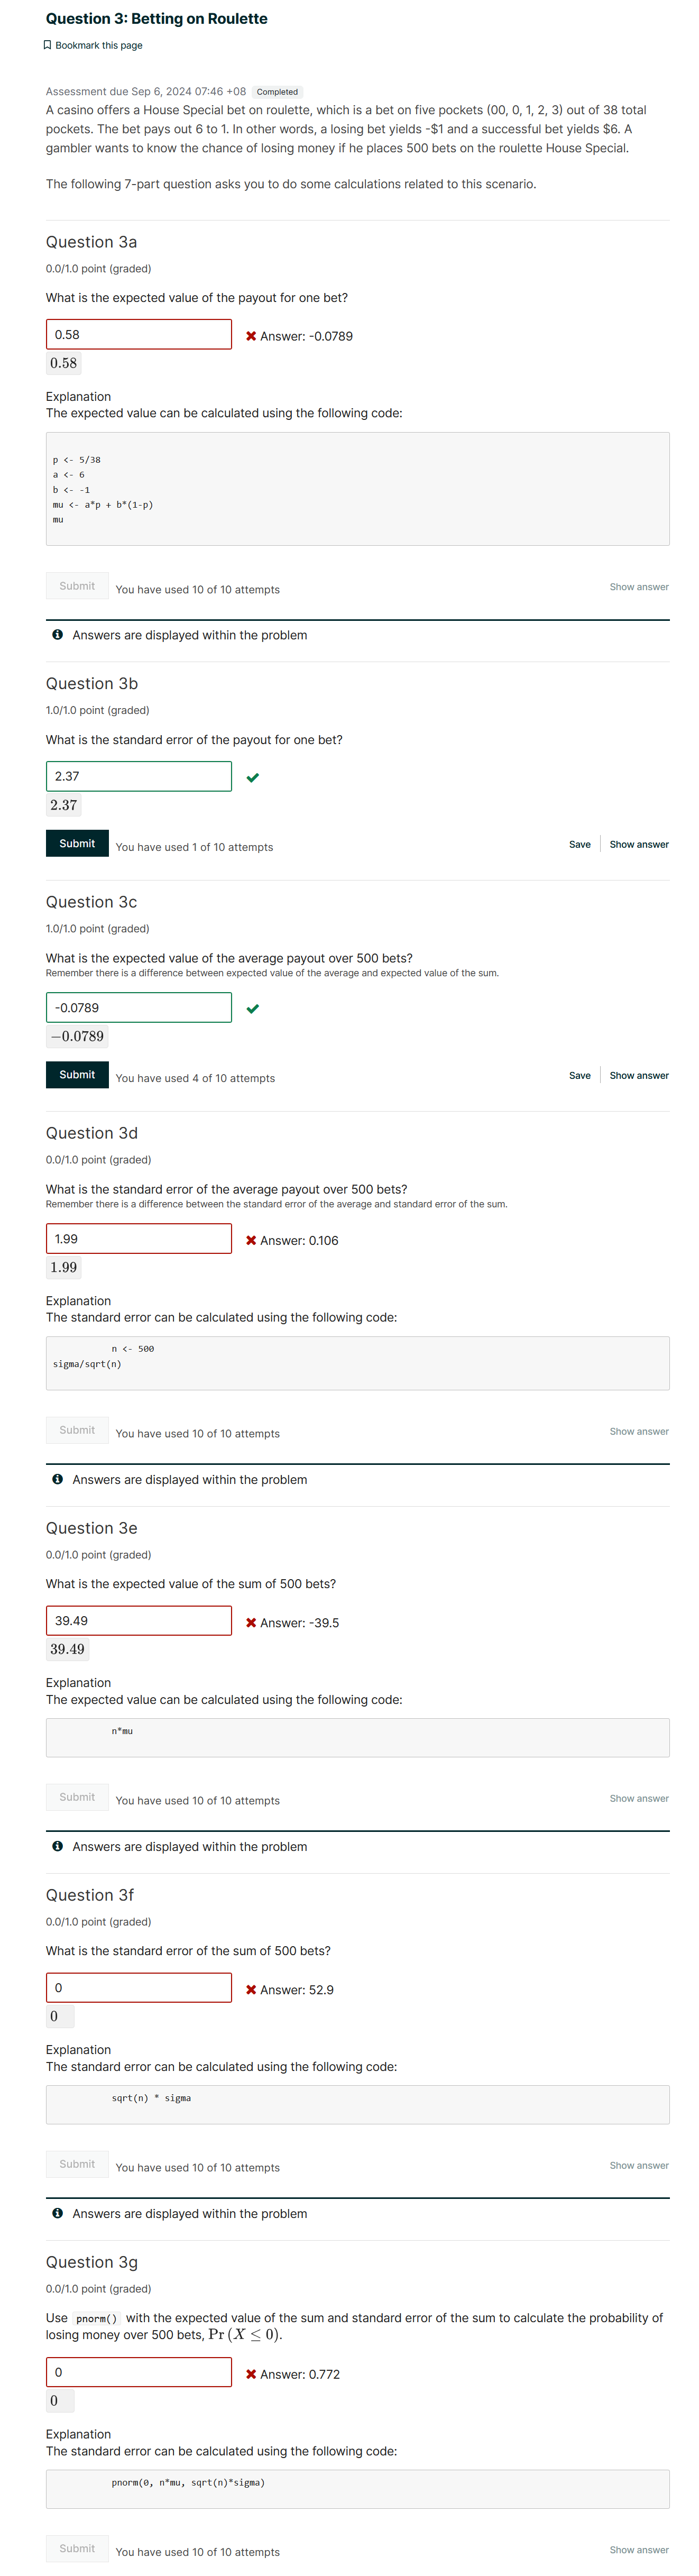 Question 3: Betting on Roulette
Bookmark this page
Assessment due Sep 6, 2024 07:46 +08 Completed
A casino offers a House Special bet on roulette, which is a bet on five pockets (00, 0, 1, 2, 3) out of 38 total
pockets. The bet pays out 6 to 1. In other words, a losing bet yields -$1 and a successful bet yields $6. A
gambler wants to know the chance of losing money if he places 500 bets on the roulette House Special.
The following 7-part question asks you to do some calculations related to this scenario.
Question 3a
0.0/1.0 point (graded)
What is the expected value of the payout for one bet?
0.58
Answer: -0.0789
0.58
Explanation
The expected value can be calculated using the following code:
p <- 5/38
a <- 6
b <- -1
mu <- a*p + b*(1-p)
mu
Submit You have used 10 of 10 attempts Show answer
Answers are displayed within the problem
Question 3b
1.0/1.0 point (graded)
What is the standard error of the payout for one bet?
2.37
2.37
Submit You have used 1 of 10 attempts Save Show answer
Question 3c
1.0/1.0 point (graded)
What is the expected value of the average payout over 500 bets?
Remember there is a difference between expected value of the average and expected value of the sum.
-0.0789
−0.0789
Submit You have used 4 of 10 attempts Save Show answer
Question 3d
0.0/1.0 point (graded)
What is the standard error of the average payout over 500 bets?
Remember there is a difference between the standard error of the average and standard error of the sum.
1.99
Answer: 0.106
1.99
Explanation
The standard error can be calculated using the following code:
n <- 500
sigma/sqrt(n)
Submit You have used 10 of 10 attempts Show answer
Answers are displayed within the problem
Question 3e
0.0/1.0 point (graded)
What is the expected value of the sum of 500 bets?
39.49
Answer: -39.5
39.49
Explanation
The expected value can be calculated using the following code:
n*mu
Submit You have used 10 of 10 attempts Show answer
Answers are displayed within the problem
Question 3f
0.0/1.0 point (graded)
What is the standard error of the sum of 500 bets?
0
Answer: 52.9
0
Explanation
The standard error can be calculated using the following code:
sqrt(n) * sigma
Submit You have used 10 of 10 attempts Show answer
Answers are displayed within the problem
Question 3g
0.0/1.0 point (graded)
Use pnorm() with the expected value of the sum and standard error of the sum to calculate the probability of
losing money over 500 bets, Pr (X ≤ 0).
0
Answer: 0.772
0
Explanation
The standard error can be calculated using the following code:
pnorm(0, n*mu, sqrt(n)*sigma)
Submit You have used 10 of 10 attempts Show answer